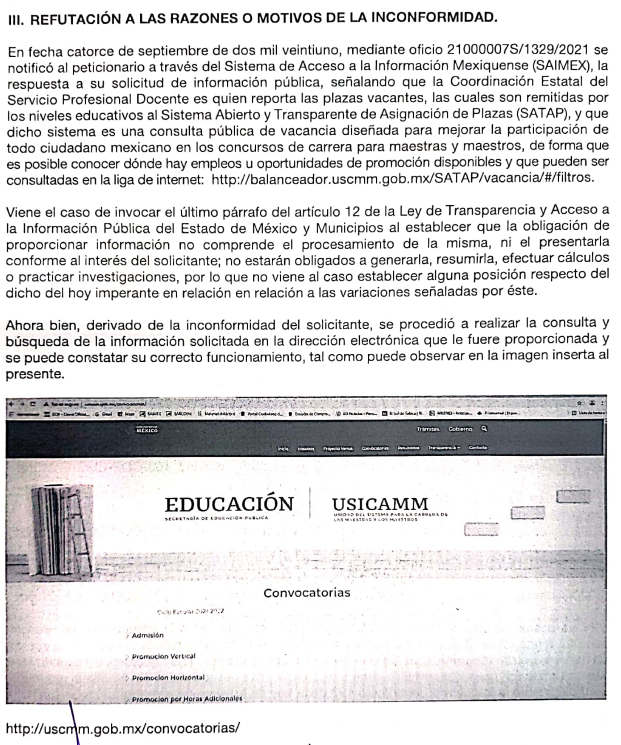 III. REFUTACIÓN A LAS RAZONES O MOTIVOS DE LA INCONFORMIDAD.
En fecha catorce de septiembre de dos mil veintiuno, mediante oficio 21000007S/1329/2021 se
notificó al peticionario a través del Sistema de Acceso a la Información Mexiquense (SAIMEX), la
respuesta a su solicitud de información pública, señalando que la Coordinación Estatal del
Servicio Profesional Docente es quien reporta las plazas vacantes, las cuales son remitidas por
los niveles educativos al Sistema Abierto y Transparente de Asignación de Plazas (SATAP), y que
dicho sistema es una consulta pública de vacancia diseñada para mejorar la participación de
todo ciudadano mexicano en los concursos de carrera para maestras y maestros, de forma que
es posible conocer dónde hay empleos u oportunidades de promoción disponibles y que pueden ser
consultadas en la liga de internet: http://balanceador.uscmm.gob.mx/SATAP/vacancia/#/filtros.
Viene el caso de invocar el último párrafo del artículo 12 de la Ley de Transparencia y Acceso a
la Información Pública del Estado de México y Municipios al establecer que la obligación de
proporcionar información no comprende el procesamiento de la misma, ni el presentarla
conforme al interés del solicitante; no estarán obligados a generarla, resumirla, efectuar cálculos
o practicar investigaciones, por lo que no viene al caso establecer alguna posición respecto del
dicho del hoy imperante en relación en relación a las variaciones señaladas por éste.
Ahora bien, derivado de la inconformidad del solicitante, se procedió a realizar la consulta y
búsqueda de la información solicitada en la dirección electrónica que le fuere proporcionada y
se puede constatar su correcto funcionamiento, tal como puede observar en la imagen inserta al
presente.
MÉXICO
Trámites Gobierno
Inicio Nosotros Proyecto Venus Convocatorias Resultados Transparencia Contacto
EDUCACIÓN
SECRETARÍA DE EDUCACIÓN PÚBLICA
USICAMM
UNIDAD DEL SISTEMA PARA LA CARRERA DE
LAS MAESTRAS Y LOS MAESTROS
Convocatorias
Ciclo Escolar 2021-2022
Admisión
Promoción Vertical
Promoción Horizontal
Promoción por Horas Adicionales
http://uscmm.gob.mx/convocatorias/